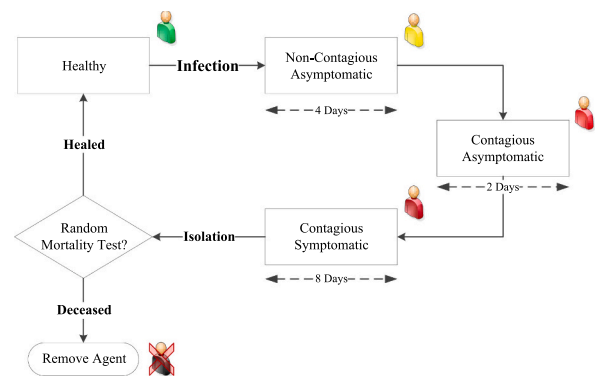 Healthy
Infection
Non-Contagious
Asymptomatic
4 Days
Contagious
Asymptomatic
2 Days
Contagious
Symptomatic
8 Days
Isolation
Random
Mortality Test?
Healed
Deceased
Remove Agent